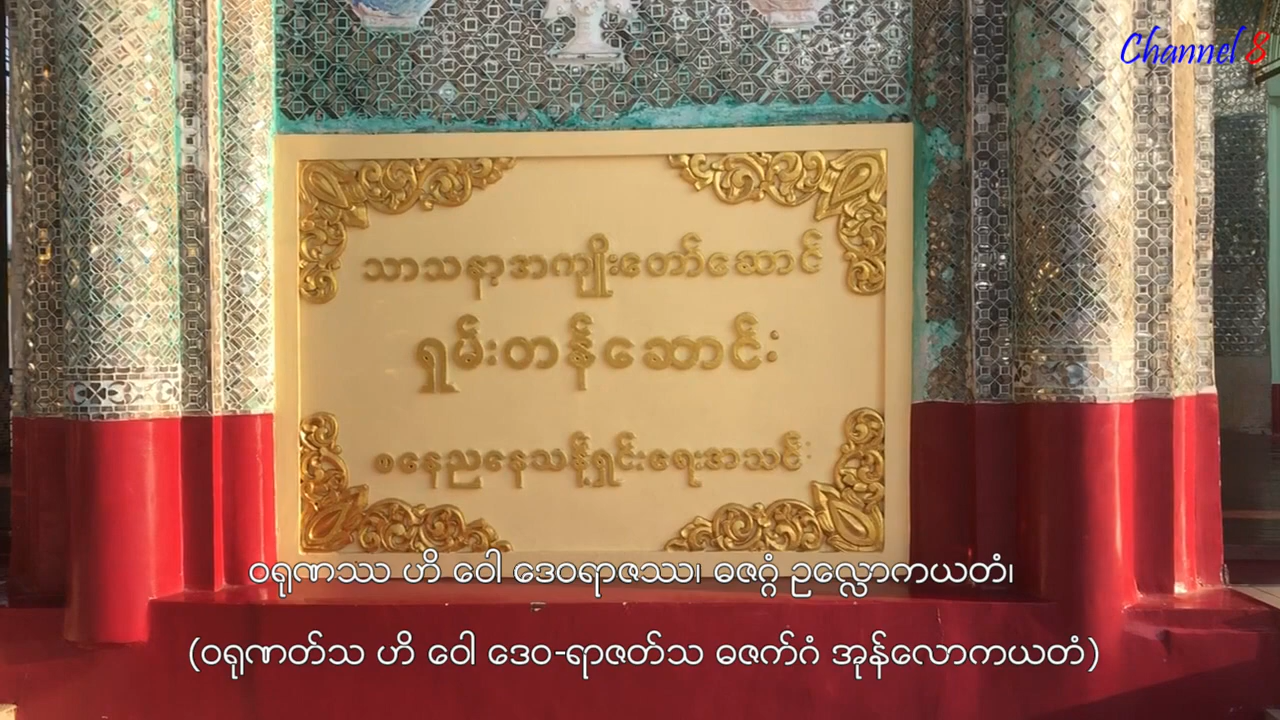 Channel 8
သာသနာ့အကျိုးတော်ဆောင်
ရှမ်းတန်ဆောင်း
စနေညနေသန့်ရှင်းရေးအသင်း
ဝရုဏဿ ဟိ ဝေါ ဒေဝရာဇဿ၊ ဓဇဂ္ဂံ ဥလ္လောကယတံ၊
(ဝရုဏတ်သ ဟိ ဝေါ ဒေဝ-ရာဇတ်သ ဓဇက်ဂံ အုန်လောကယတံ)